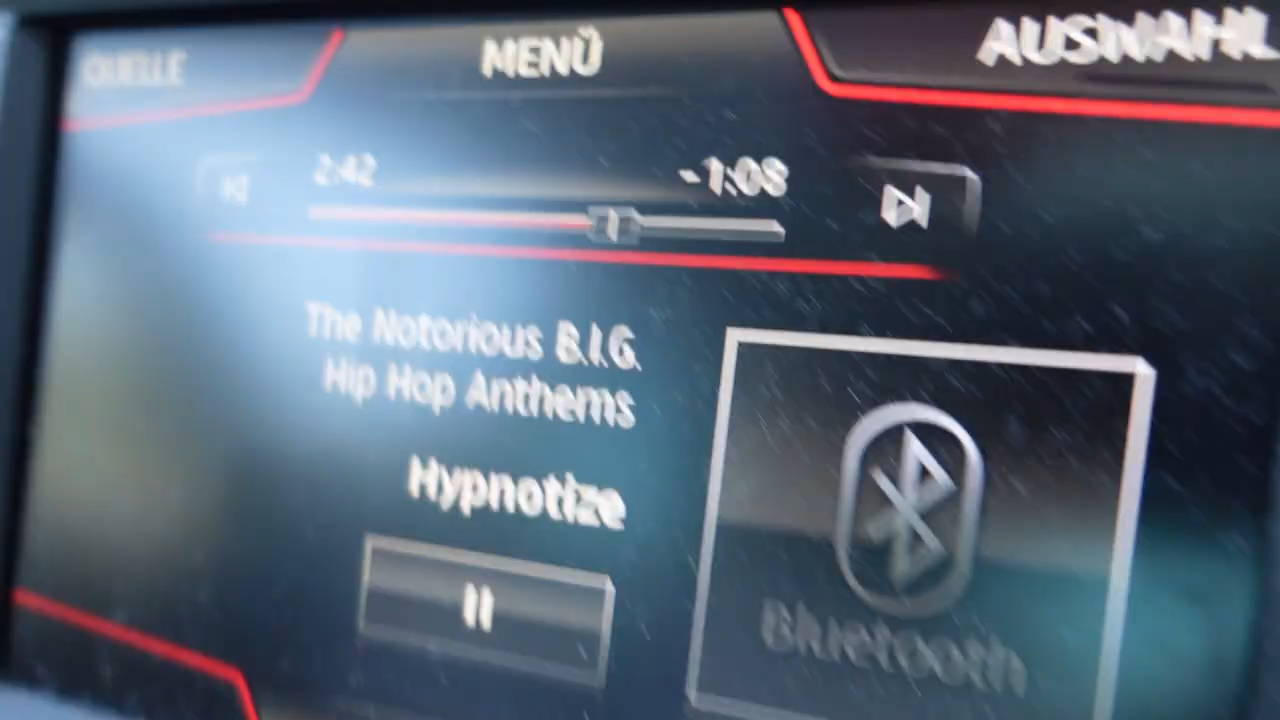 QUELLE
MENÜ
AUSWAHL
2:42
-1:08
The Notorious B.I.G.
Hip Hop Anthems
Hypnotize
Bluetooth